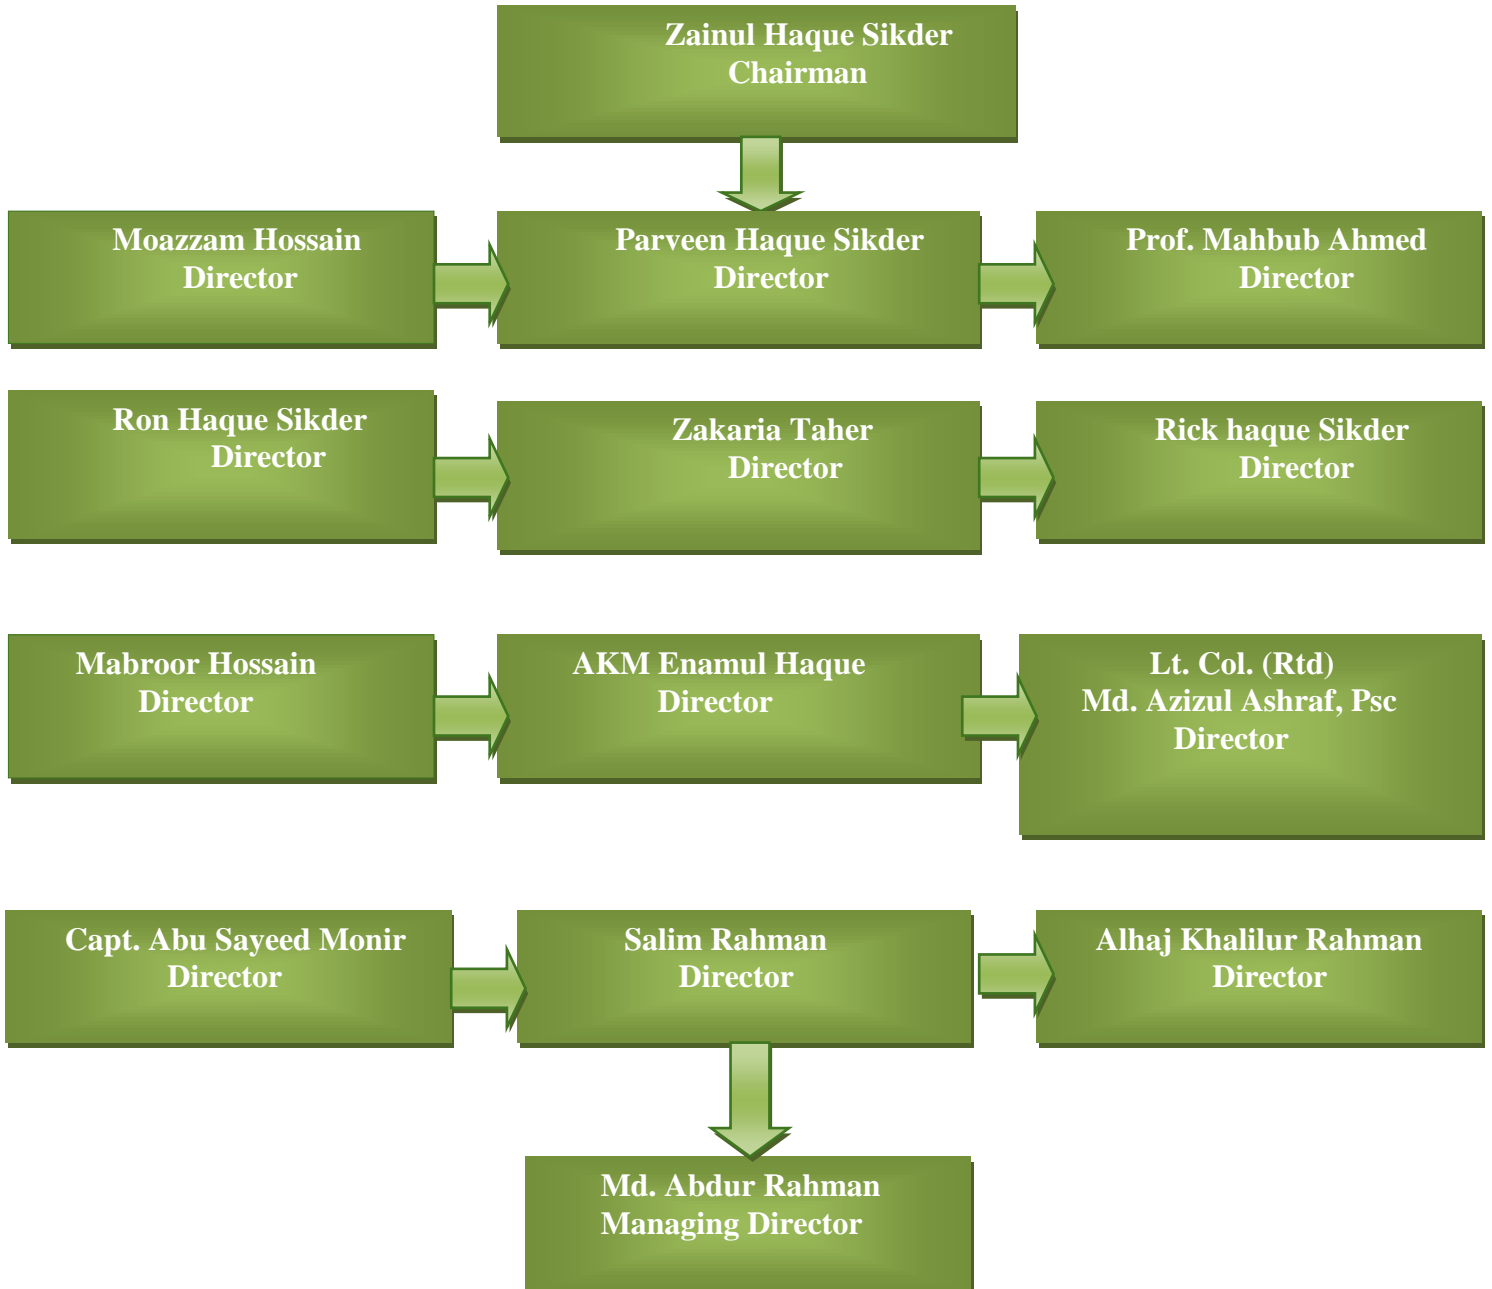 Zainul Haque Sikder
Chairman
Moazzam Hossain
Director
Parveen Haque Sikder
Director
Prof. Mahbub Ahmed
Director
Ron Haque Sikder
Director
Zakaria Taher
Director
Rick haque Sikder
Director
Mabroor Hossain
Director
AKM Enamul Haque
Director
Lt. Col. (Rtd)
Md. Azizul Ashraf, Psc
Director
Capt. Abu Sayeed Monir
Director
Salim Rahman
Director
Alhaj Khalilur Rahman
Director
Md. Abdur Rahman
Managing Director